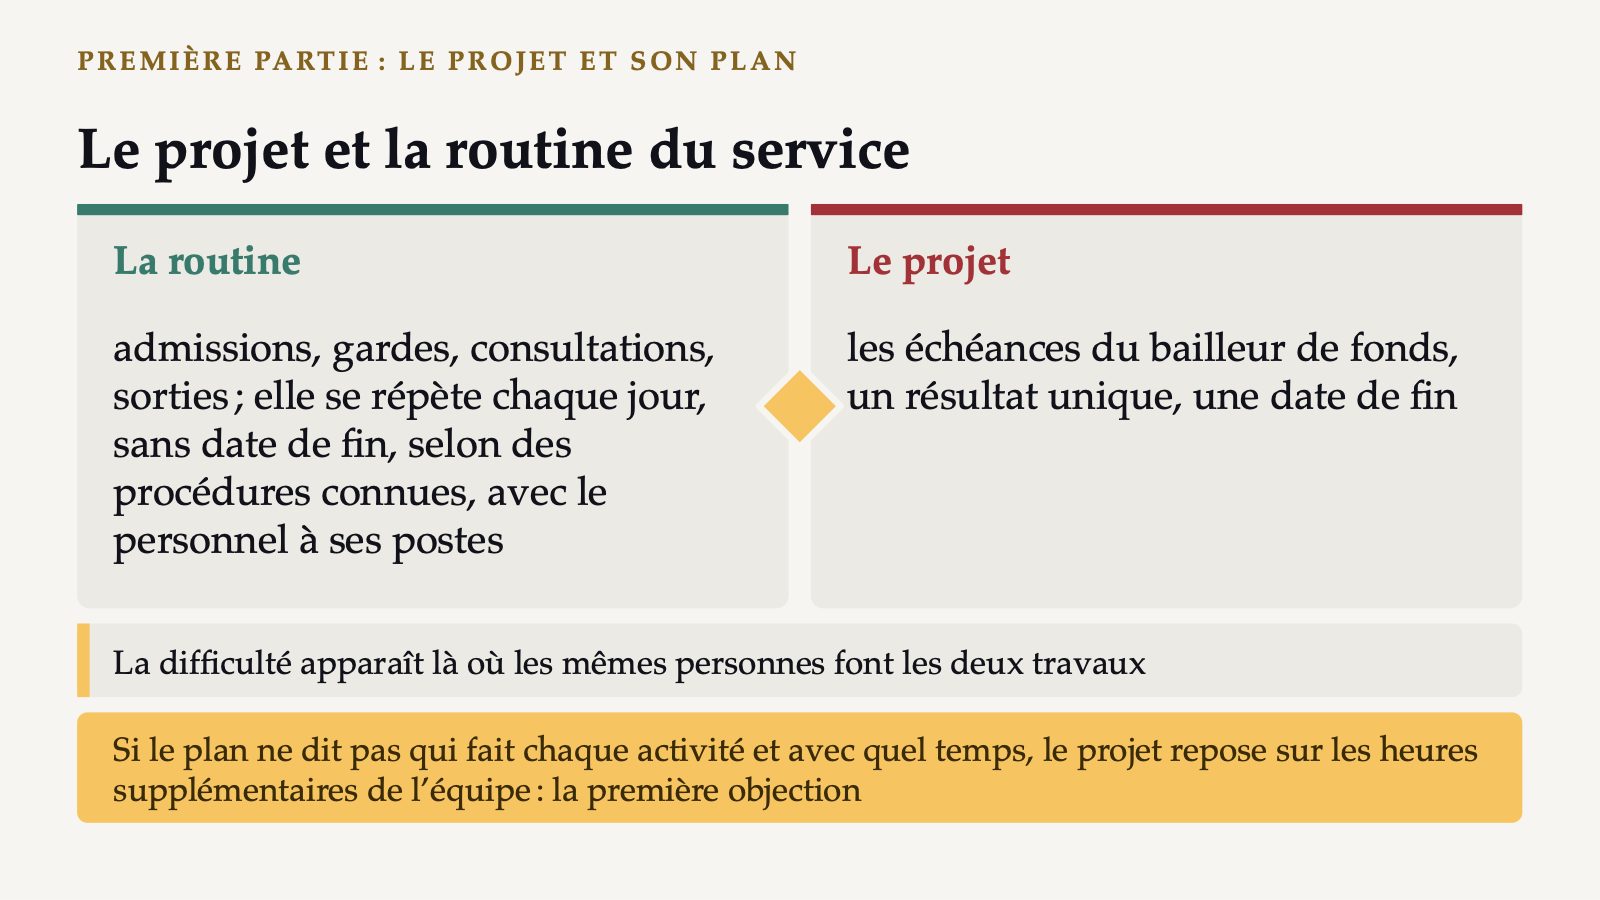 PREMIÈRE PARTIE : LE PROJET ET SON PLAN
Le projet et la routine du service
La routine
admissions, gardes, consultations,
sorties ; elle se répète chaque jour,
sans date de fin, selon des
procédures connues, avec le
personnel à ses postes
Le projet
les échéances du bailleur de fonds,
un résultat unique, une date de fin
La difficulté apparaît là où les mêmes personnes font les deux travaux
Si le plan ne dit pas qui fait chaque activité et avec quel temps, le projet repose sur les heures
supplémentaires de l’équipe : la première objection